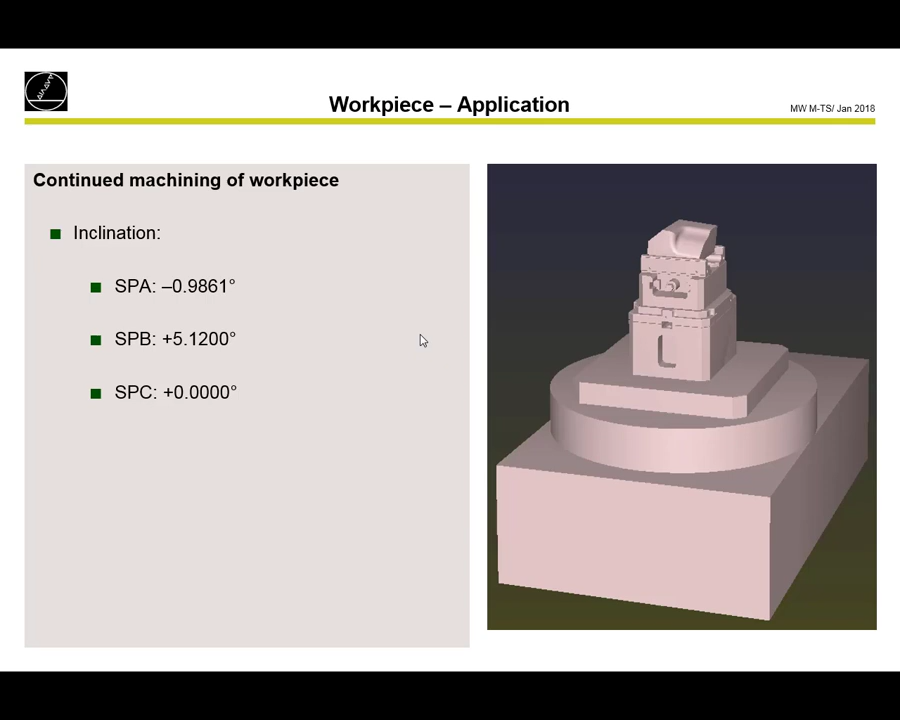 Workpiece – Application
MW M-TS/ Jan 2018
Continued machining of workpiece
Inclination:
SPA: –0.9861°
SPB: +5.1200°
SPC: +0.0000°